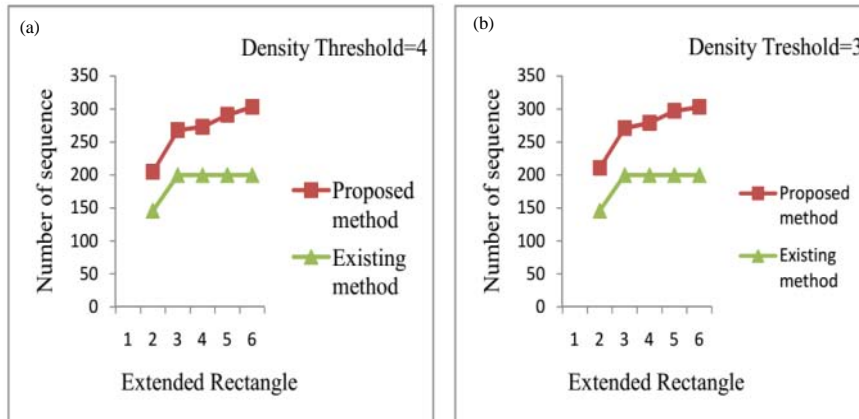 (a)
Density Threshold=4
Number of sequence
350
300
250
200
150
100
50
0
1 2 3 4 5 6
Extended Rectangle
Proposed
method
Existing
method
(b)
Density Treshold=3
Number of sequence
350
300
250
200
150
100
50
0
1 2 3 4 5 6
Extended Rectangle
Proposed
method
Existing
method